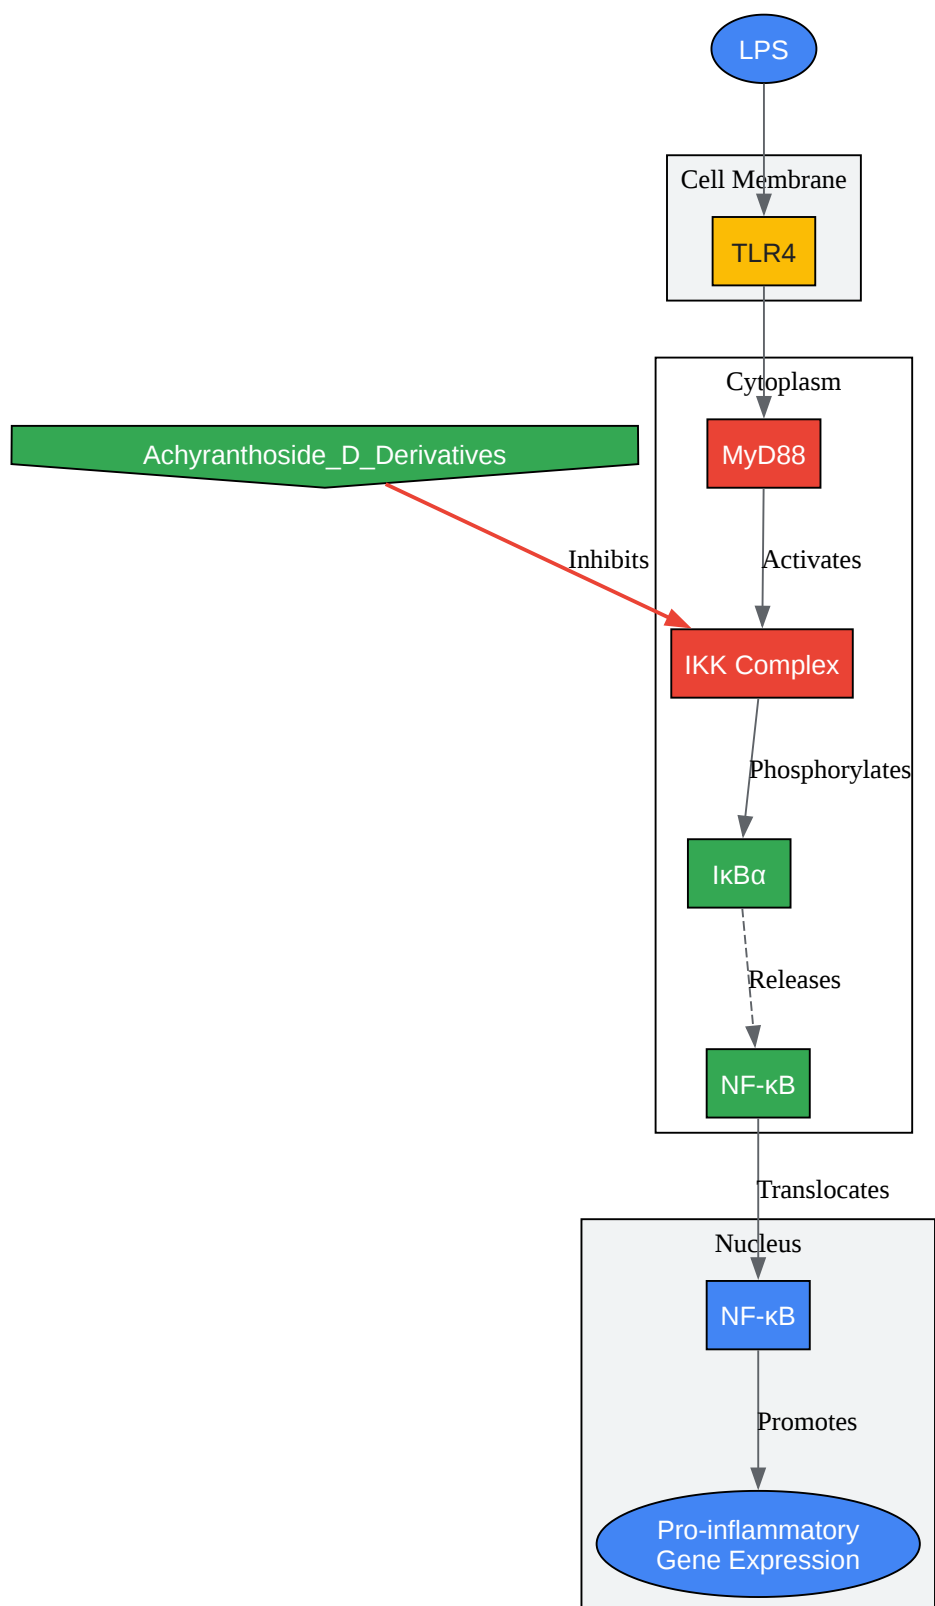 LPS
Cell Membrane
TLR4
Cytoplasm
Achyranthoside_D_Derivatives
MyD88
Inhibits
Activates
IKK Complex
Phosphorylates
IκBα
Releases
NF-κB
Translocates
Nucleus
NF-κB
Promotes
Pro-inflammatory
Gene Expression